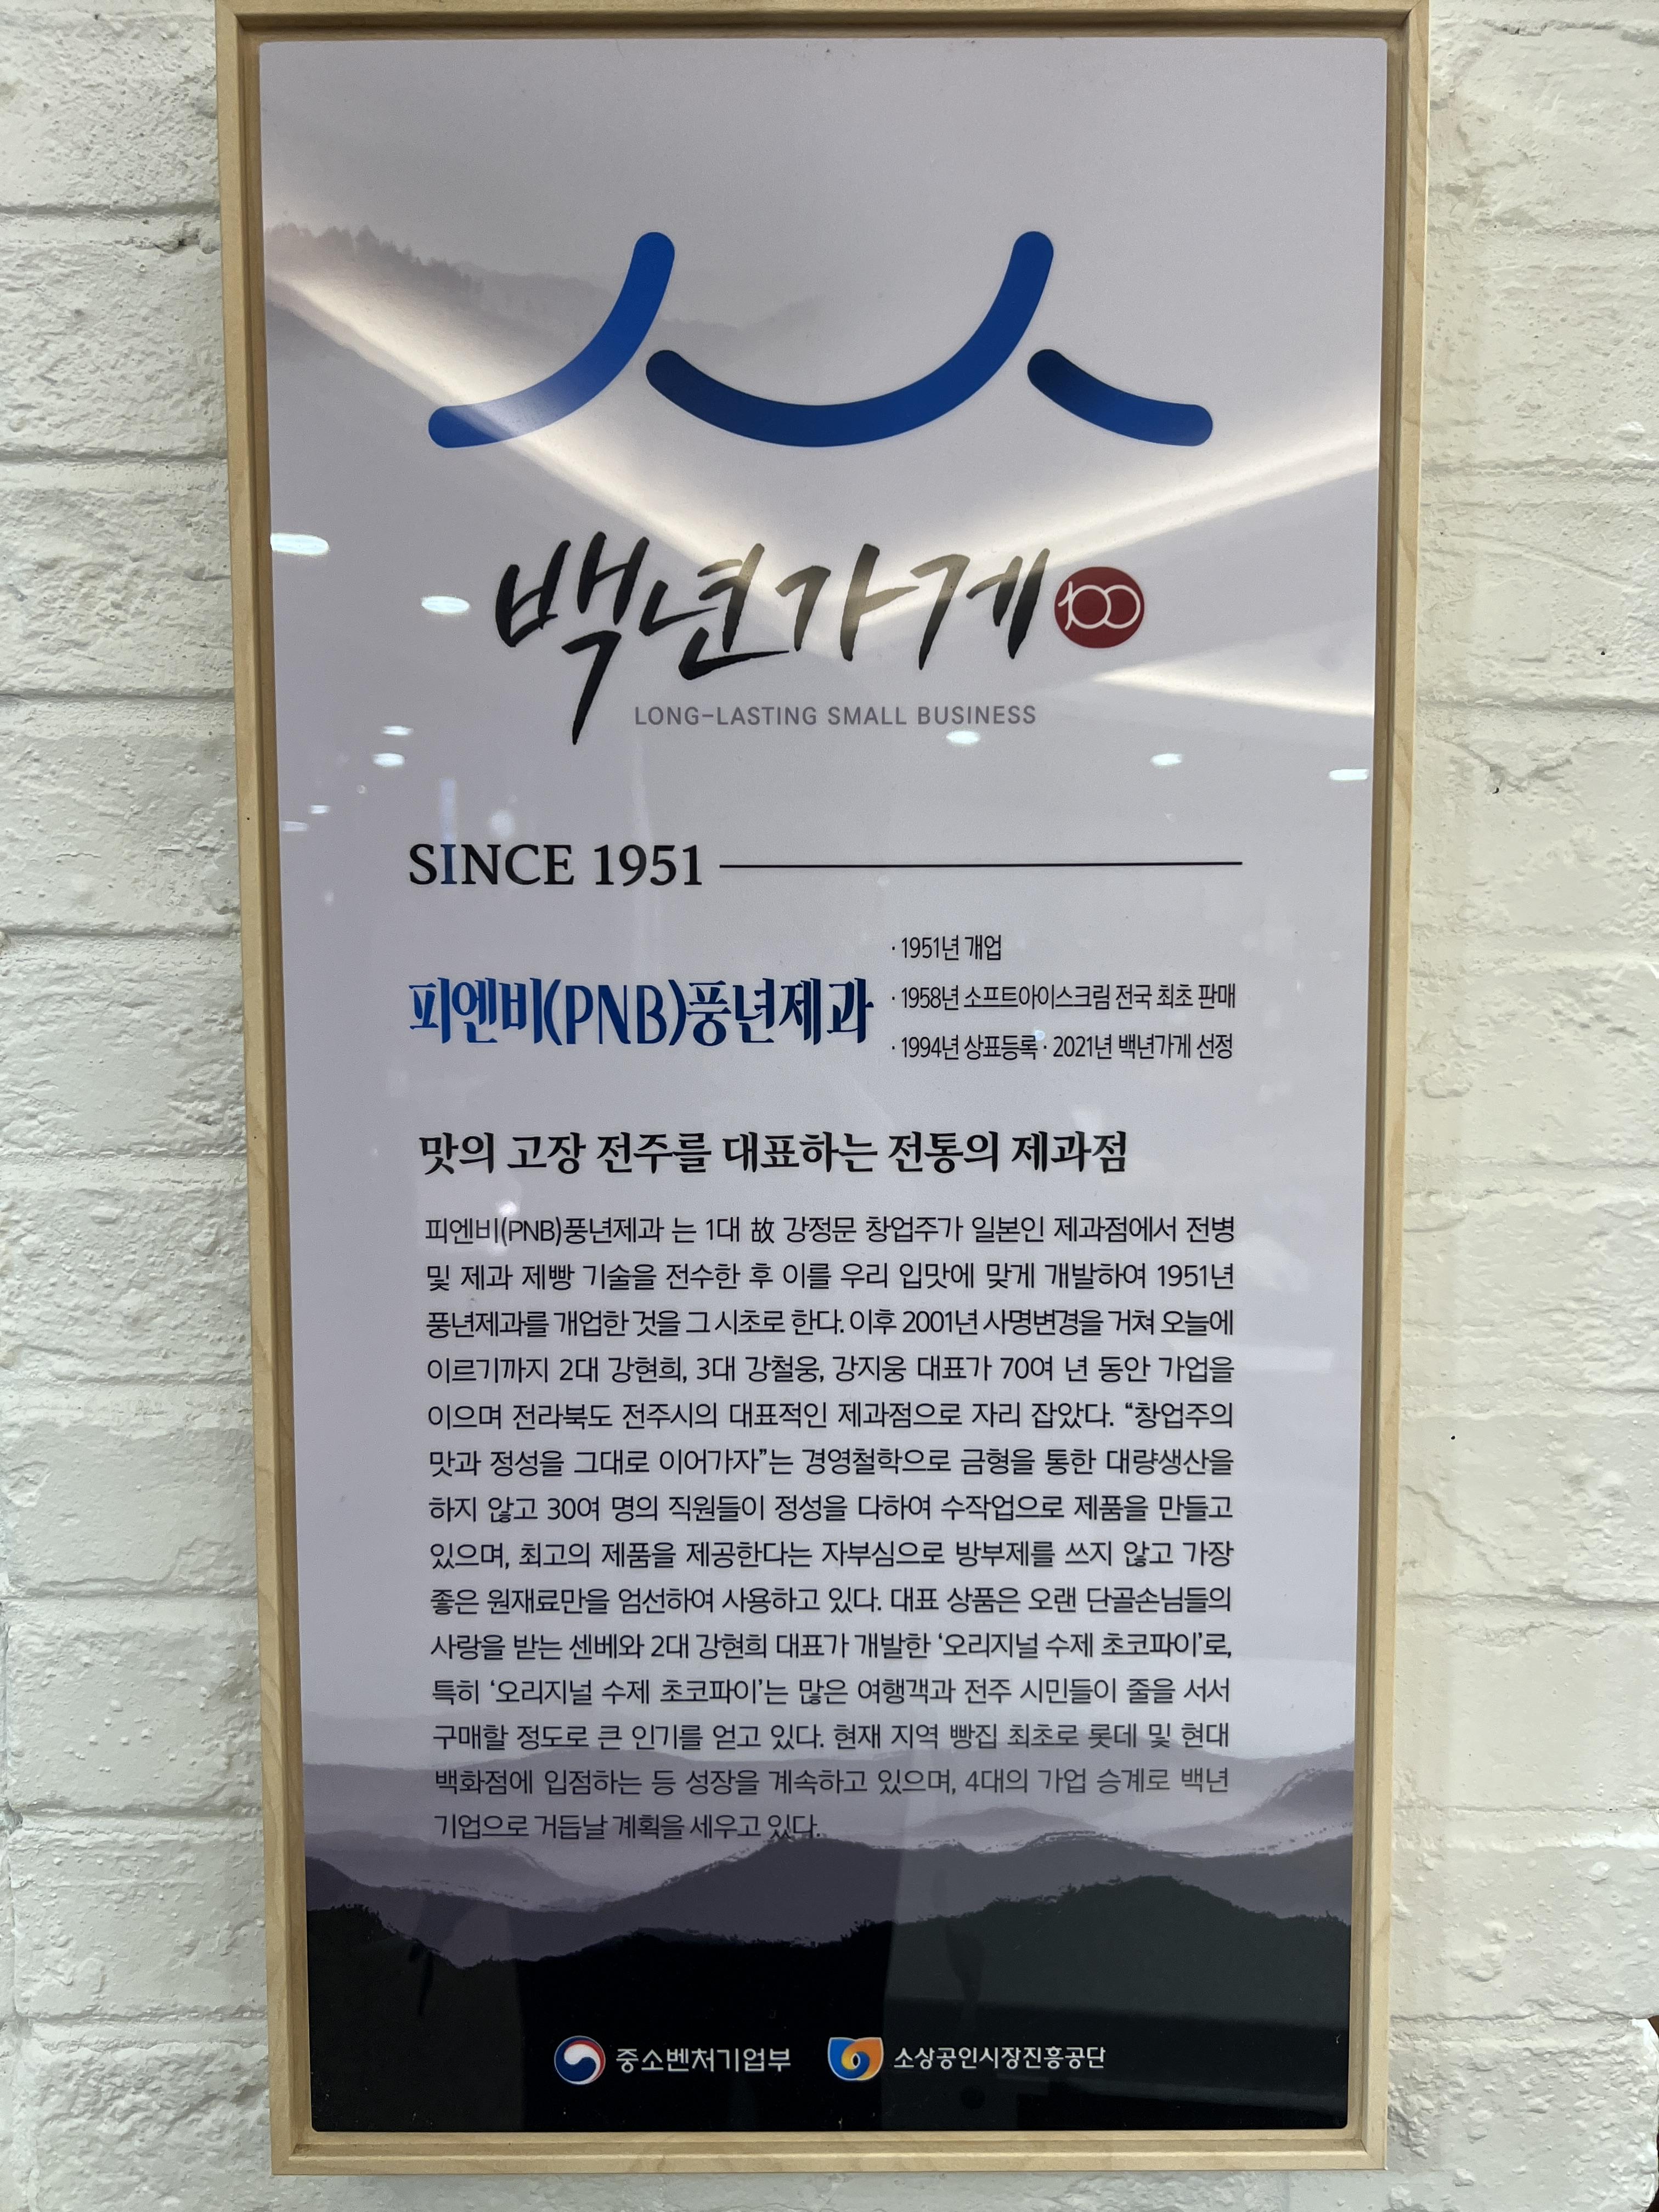 백년가게 100
LONG-LASTING SMALL BUSINESS
SINCE 1951
피엔비(PNB)풍년제과
· 1951년 개업
· 1958년 소프트아이스크림 전국 최초 판매
· 1994년 상표등록 · 2021년 백년가게 선정
맛의 고장 전주를 대표하는 전통의 제과점
피엔비(PNB)풍년제과 는 1대 故 강정문 창업주가 일본인 제과점에서 전병
및 제과 제빵 기술을 전수한 후 이를 우리 입맛에 맞게 개발하여 1951년
풍년제과를 개업한 것을 그 시초로 한다. 이후 2001년 사명변경을 거쳐 오늘에
이르기까지 2대 강현희, 3대 강철웅, 강지웅 대표가 70여 년 동안 가업을
이으며 전라북도 전주시의 대표적인 제과점으로 자리 잡았다. “창업주의
맛과 정성을 그대로 이어가자”는 경영철학으로 금형을 통한 대량생산을
하지 않고 30여 명의 직원들이 정성을 다하여 수작업으로 제품을 만들고
있으며, 최고의 제품을 제공한다는 자부심으로 방부제를 쓰지 않고 가장
좋은 원재료만을 엄선하여 사용하고 있다. 대표 상품은 오랜 단골손님들의
사랑을 받는 센베와 2대 강현희 대표가 개발한 ‘오리지널 수제 초코파이’로,
특히 ‘오리지널 수제 초코파이’는 많은 여행객과 전주 시민들이 줄을 서서
구매할 정도로 큰 인기를 얻고 있다. 현재 지역 빵집 최초로 롯데 및 현대
백화점에 입점하는 등 성장을 계속하고 있으며, 4대의 가업 승계로 백년
기업으로 거듭날 계획을 세우고 있다.
중소벤처기업부
소상공인시장진흥공단